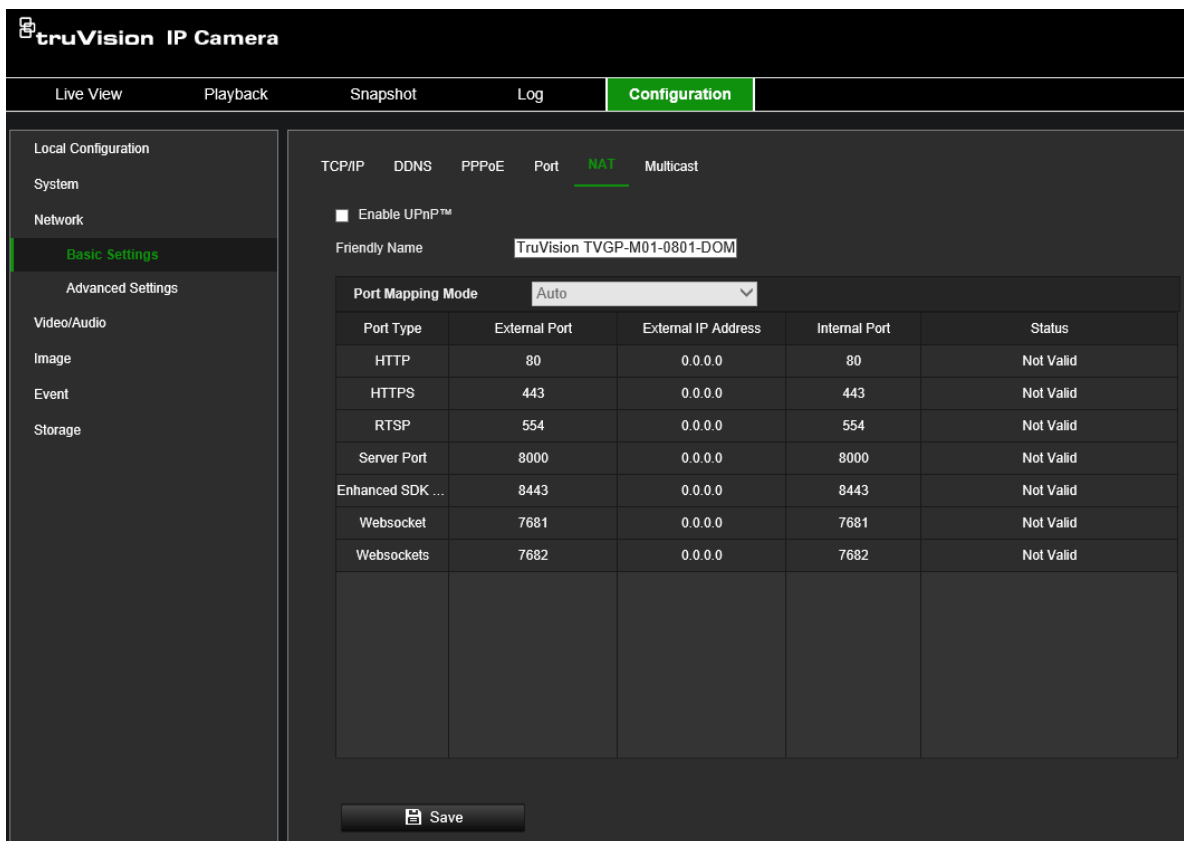 truVision IP Camera
Live View Playback Snapshot Log Configuration
Local Configuration
System
Network
Basic Settings
Advanced Settings
Video/Audio
Image
Event
Storage
TCP/IP DDNS PPPoE Port NAT Multicast
Enable UPnP™
Friendly Name TruVision TVGP-M01-0801-DOM
Port Mapping Mode Auto
Port Type External Port External IP Address Internal Port Status
HTTP 80 0.0.0.0 80 Not Valid
HTTPS 443 0.0.0.0 443 Not Valid
RTSP 554 0.0.0.0 554 Not Valid
Server Port 8000 0.0.0.0 8000 Not Valid
Enhanced SDK ... 8443 0.0.0.0 8443 Not Valid
Websocket 7681 0.0.0.0 7681 Not Valid
Websockets 7682 0.0.0.0 7682 Not Valid
Save